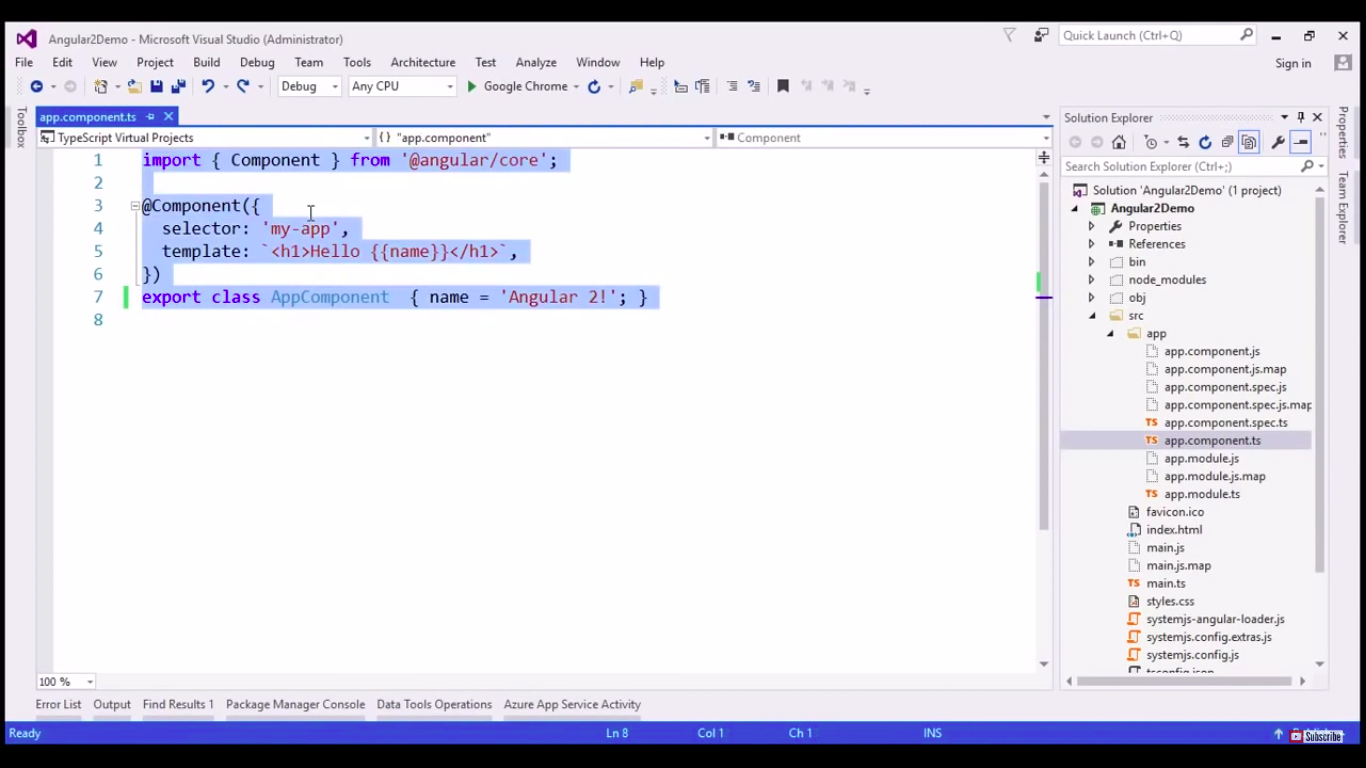 Angular2Demo - Microsoft Visual Studio (Administrator)
Quick Launch (Ctrl+Q)
File Edit View Project Build Debug Team Tools Architecture Test Analyze Window Help
Sign in
Debug Any CPU Google Chrome
Toolbox
app.component.ts
TypeScript Virtual Projects {} "app.component" Component
1 import { Component } from '@angular/core';
2
3 @Component({
4 selector: 'my-app',
5 template: `<h1>Hello {{name}}</h1>`,
6 })
7 export class AppComponent { name = 'Angular 2!'; }
8
100 %
Solution Explorer
Search Solution Explorer (Ctrl+;)
Solution 'Angular2Demo' (1 project)
Angular2Demo
Properties
References
bin
node_modules
obj
src
app
app.component.js
app.component.js.map
app.component.spec.js
app.component.spec.js.map
app.component.spec.ts
app.component.ts
app.module.js
app.module.js.map
app.module.ts
favicon.ico
index.html
main.js
main.js.map
main.ts
styles.css
systemjs-angular-loader.js
systemjs.config.extras.js
systemjs.config.js
tsconfig.json
Properties
Team Explorer
Error List Output Find Results 1 Package Manager Console Data Tools Operations Azure App Service Activity
Ready Ln 8 Col 1 Ch 1 INS
Subscribe